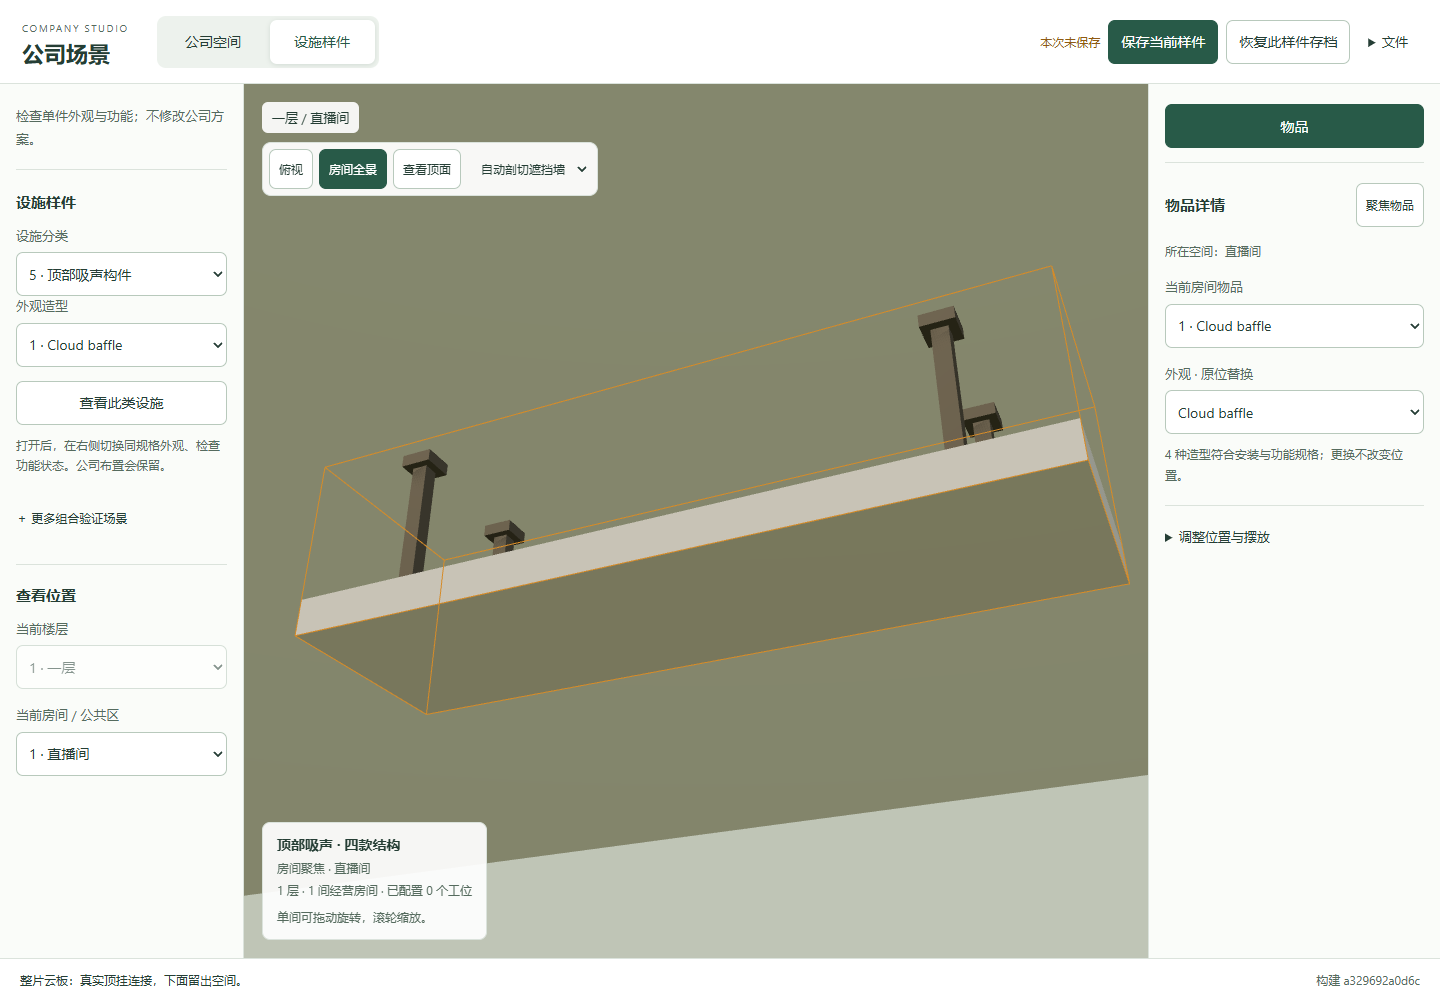 COMPANY STUDIO
公司场景
公司空间
设施样件
本次未保存
保存当前样件
恢复此样件存档
▶ 文件
检查单件外观与功能；不修改公司方
案。
设施样件
设施分类
5 · 顶部吸声构件
外观造型
1 · Cloud baffle
查看此类设施
打开后，在右侧切换同规格外观、检查
功能状态。公司布置会保留。
+ 更多组合验证场景
查看位置
当前楼层
1 · 一层
当前房间 / 公共区
1 · 直播间
一层 / 直播间
俯视
房间全景
查看顶面
自动剖切遮挡墙
顶部吸声 · 四款结构
房间聚焦 · 直播间
1 层 · 1 间经营房间 · 已配置 0 个工位
单间可拖动旋转，滚轮缩放。
物品
物品详情
聚焦物品
所在空间：直播间
当前房间物品
1 · Cloud baffle
外观 · 原位替换
Cloud baffle
4 种造型符合安装与功能规格；更换不改变位
置。
▶ 调整位置与摆放
整片云板：真实顶挂连接，下面留出空间。
构建 a329692a0d6c